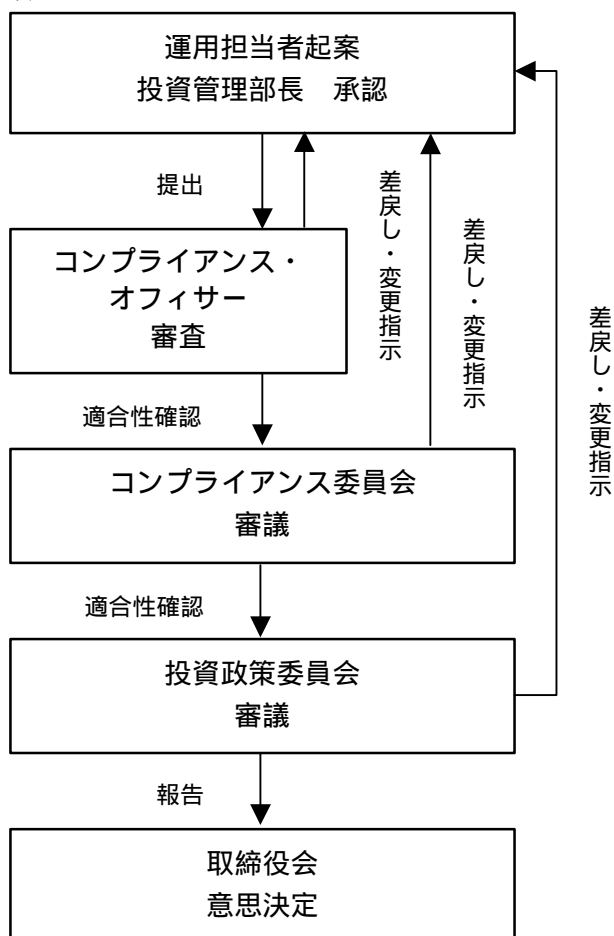 運用担当者起案
投資管理部長　承認
提出
差戻し・変更指示
コンプライアンス・
オフィサー
審査
差戻し・変更指示
差戻し・変更指示
適合性確認
コンプライアンス委員会
審議
適合性確認
投資政策委員会
審議
報告
取締役会
意思決定